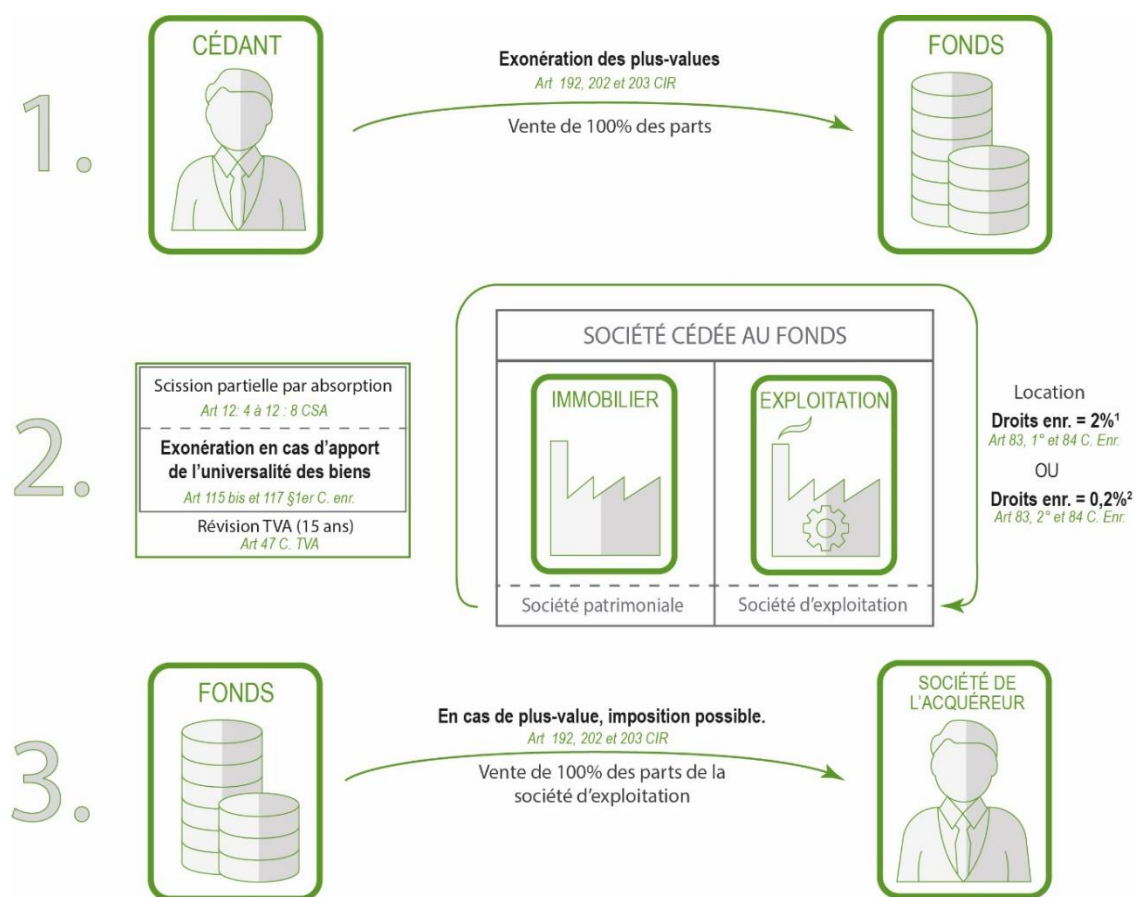 1.
CÉDANT
Exonération des plus-values
Art 192, 202 et 203 CIR
Vente de 100% des parts
FONDS
2.
Scission partielle par absorption
Art 12: 4 à 12 : 8 CSA
Exonération en cas d'apport
de l'universalité des biens
Art 115 bis et 117 §1er C. enr.
Révision TVA (15 ans)
Art 47 C. TVA
SOCIÉTÉ CÉDÉE AU FONDS
IMMOBILIER
EXPLOITATION
Société patrimoniale
Société d'exploitation
Location
Droits enr. = 2%¹
Art 83, 1° et 84 C. Enr.
OU
Droits enr. = 0,2%²
Art 83, 2° et 84 C. Enr.
3.
FONDS
En cas de plus-value, imposition possible.
Art 192, 202 et 203 CIR
Vente de 100% des parts de la
société d'exploitation
SOCIÉTÉ DE
L'ACQUÉREUR